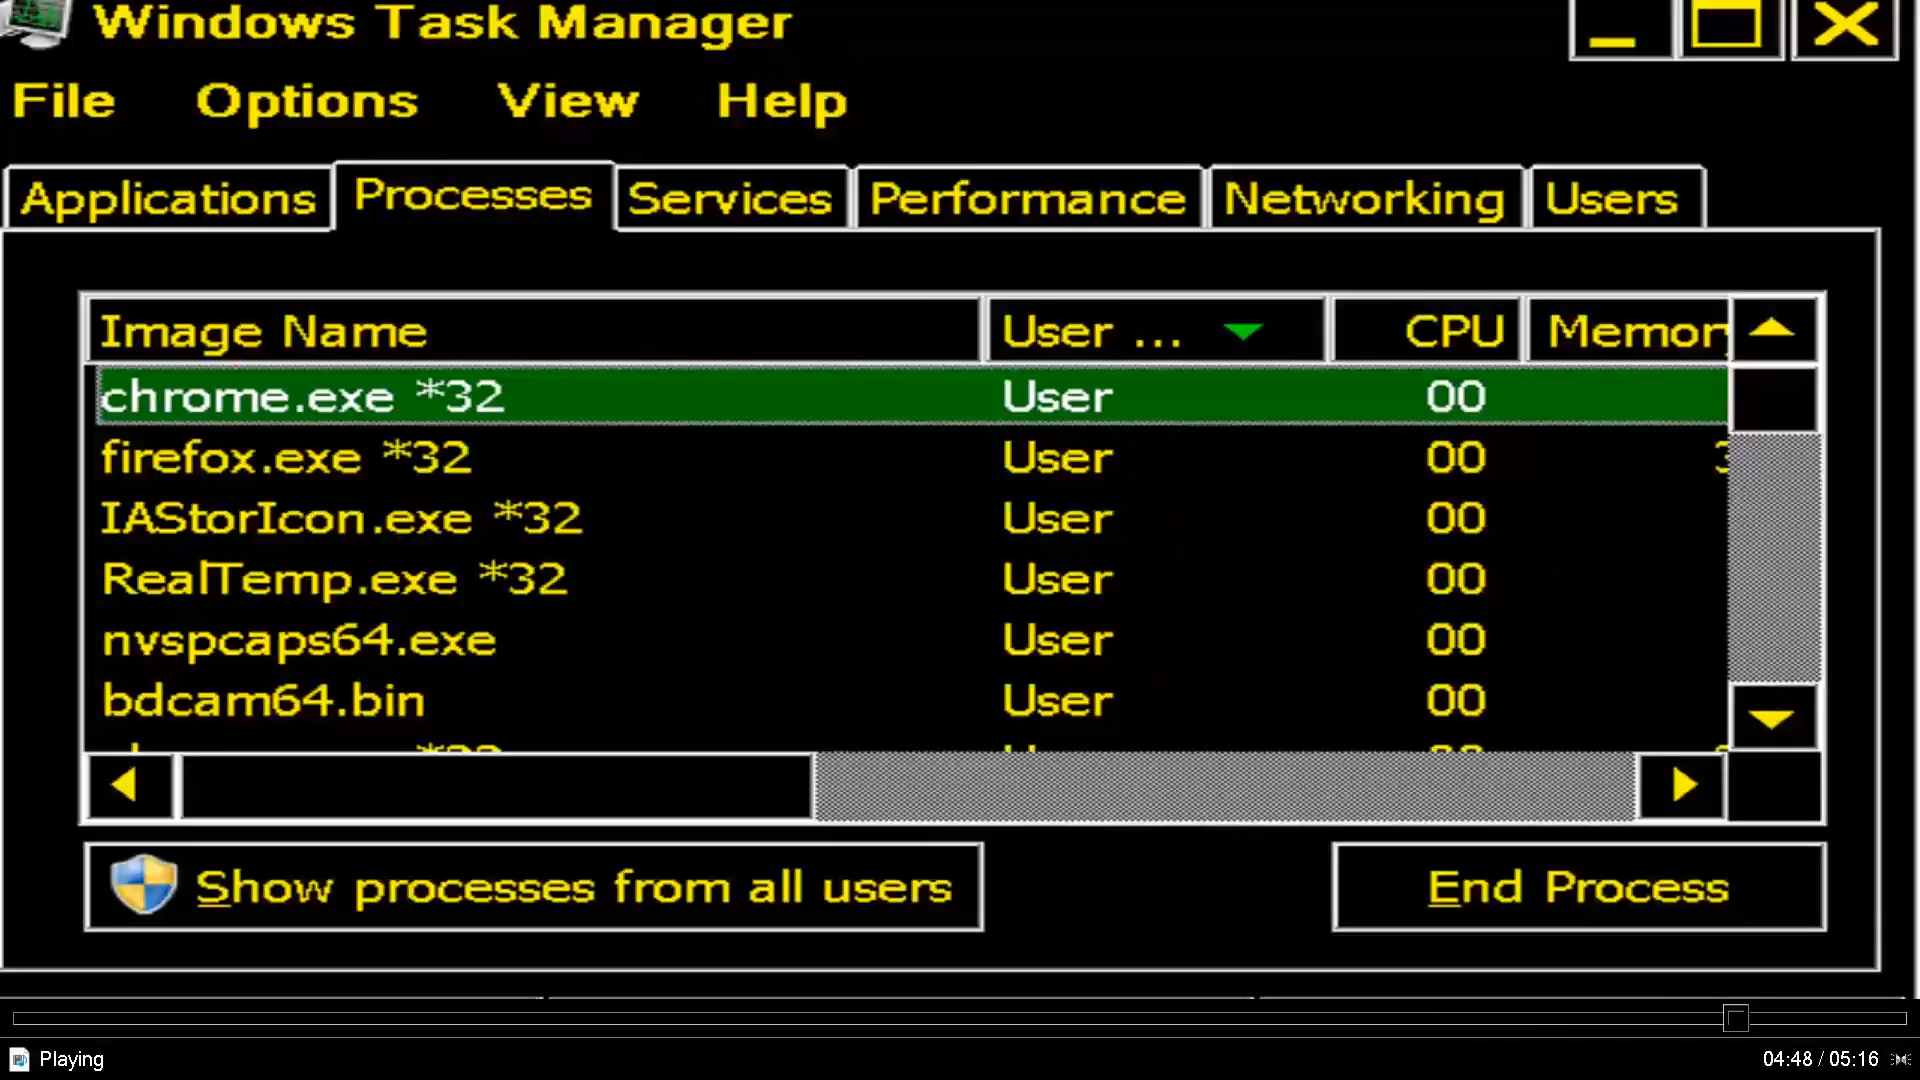 Windows Task Manager
File Options View Help
Applications Processes Services Performance Networking Users
Image Name User ... CPU Memory
chrome.exe *32 User 00
firefox.exe *32 User 00
IAStorIcon.exe *32 User 00
RealTemp.exe *32 User 00
nvspcaps64.exe User 00
bdcam64.bin User 00
Show processes from all users End Process
Playing 04:48 / 05:16